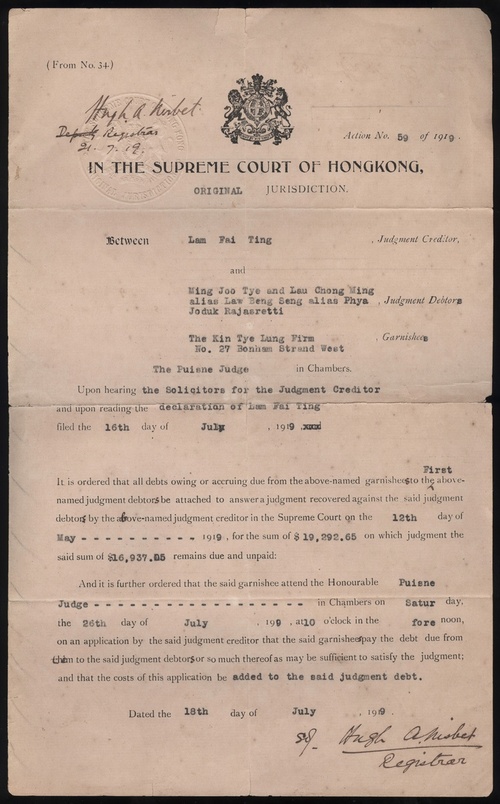 (From No. 34.)
Hugh A. Nisbet.
Deputy Registrar
21. 7. 19.
Action No. 59 of 1919.
IN THE SUPREME COURT OF HONGKONG,
ORIGINAL JURISDICTION.
Between Lam Fai Ting , Judgment Creditor,
and
Ming Joo Tye and Lau Chong Ming
alias Law Beng Seng alias Phya , Judgment Debtors
Joduk Rajasretti
The Kin Tye Lung Firm , Garnishees
No. 27 Bonham Strand West
The Puisne Judge in Chambers.
Upon hearing the Solicitors for the Judgment Creditor
and upon reading the declaration of Lam Fai Ting
filed the 16th day of July , 1919 xxxx
First
It is ordered that all debts owing or accruing due from the above-named garnishees to the above-
named judgment debtors be attached to answer a judgment recovered against the said judgment
debtors by the above-named judgment creditor in the Supreme Court on the 12th day of
May - - - - - - - - - - 1919, for the sum of $ 19,292.65 on which judgment the
said sum of $16,937.25 remains due and unpaid:
And it is further ordered that the said garnishee attend the Honourable Puisne
Judge - - - - - - - - - - - - - - - - - - in Chambers on Satur day,
the 26th day of July , 199 , at 10 o'clock in the fore noon,
on an application by the said judgment creditor that the said garnishees pay the debt due from
them to the said judgment debtors or so much thereof as may be sufficient to satisfy the judgment;
and that the costs of this application be added to the said judgment debt.
Dated the 18th day of July , 1919
sd. Hugh A. Nisbet
Registrar